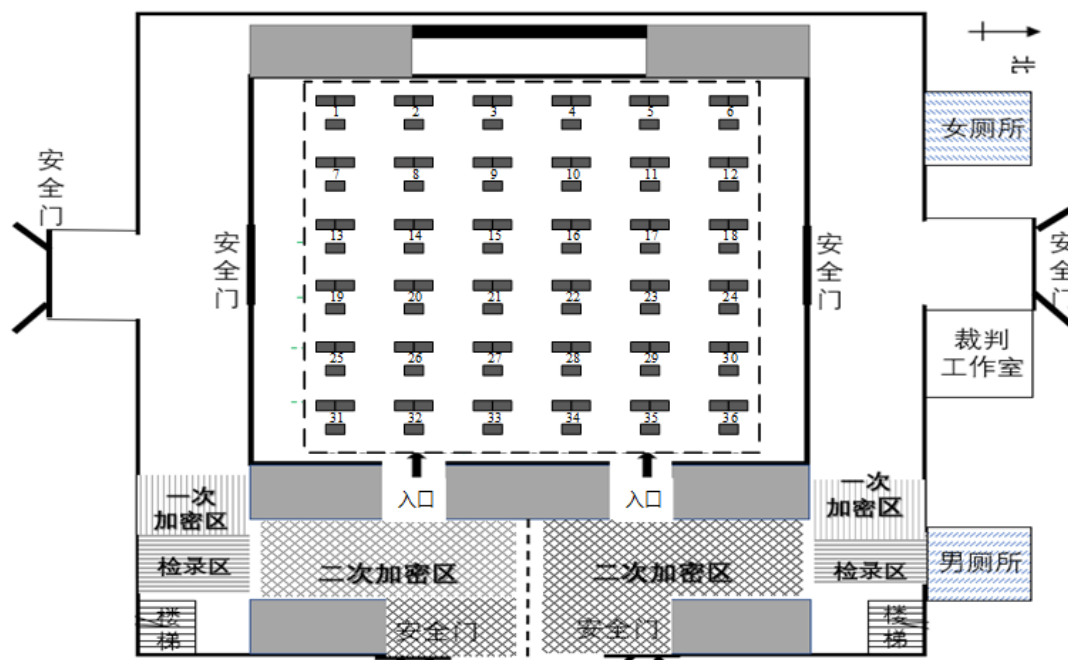 北
女厕所
1 2 3 4 5 6
安全门
7 8 9 10 11 12
安全门
13 14 15 16 17 18
安全门
安全门
19 20 21 22 23 24
裁判
工作室
25 26 27 28 29 30
31 32 33 34 35 36
入口
入口
一次
加密区
一次
加密区
检录区
二次加密区
二次加密区
检录区
男厕所
楼梯
安全门
安全门
楼梯